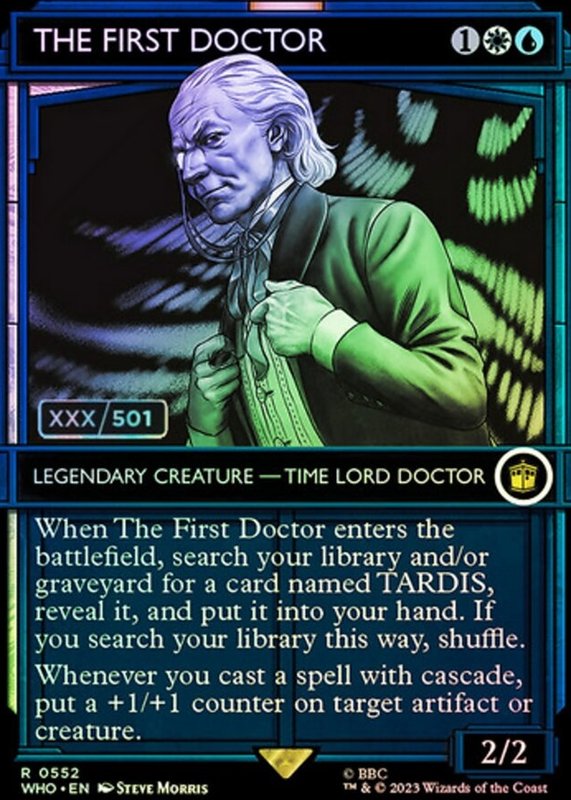 THE FIRST DOCTOR 1
XXX/501
LEGENDARY CREATURE — TIME LORD DOCTOR
When The First Doctor enters the
battlefield, search your library and/or
graveyard for a card named TARDIS,
reveal it, and put it into your hand. If
you search your library this way, shuffle.
Whenever you cast a spell with cascade,
put a +1/+1 counter on target artifact or
creature.
2/2
R 0552
WHO • EN STEVE MORRIS
© BBC
™ & © 2023 Wizards of the Coast